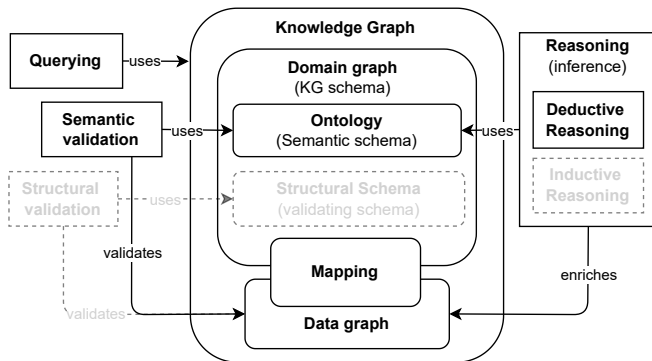 Knowledge Graph
Querying
uses
Domain graph
(KG schema)
Reasoning
(inference)
Semantic
validation
uses
Ontology
(Semantic schema)
uses
Deductive
Reasoning
Structural
validation
uses
Structural Schema
(validating schema)
Inductive
Reasoning
validates
Mapping
enriches
validates
Data graph